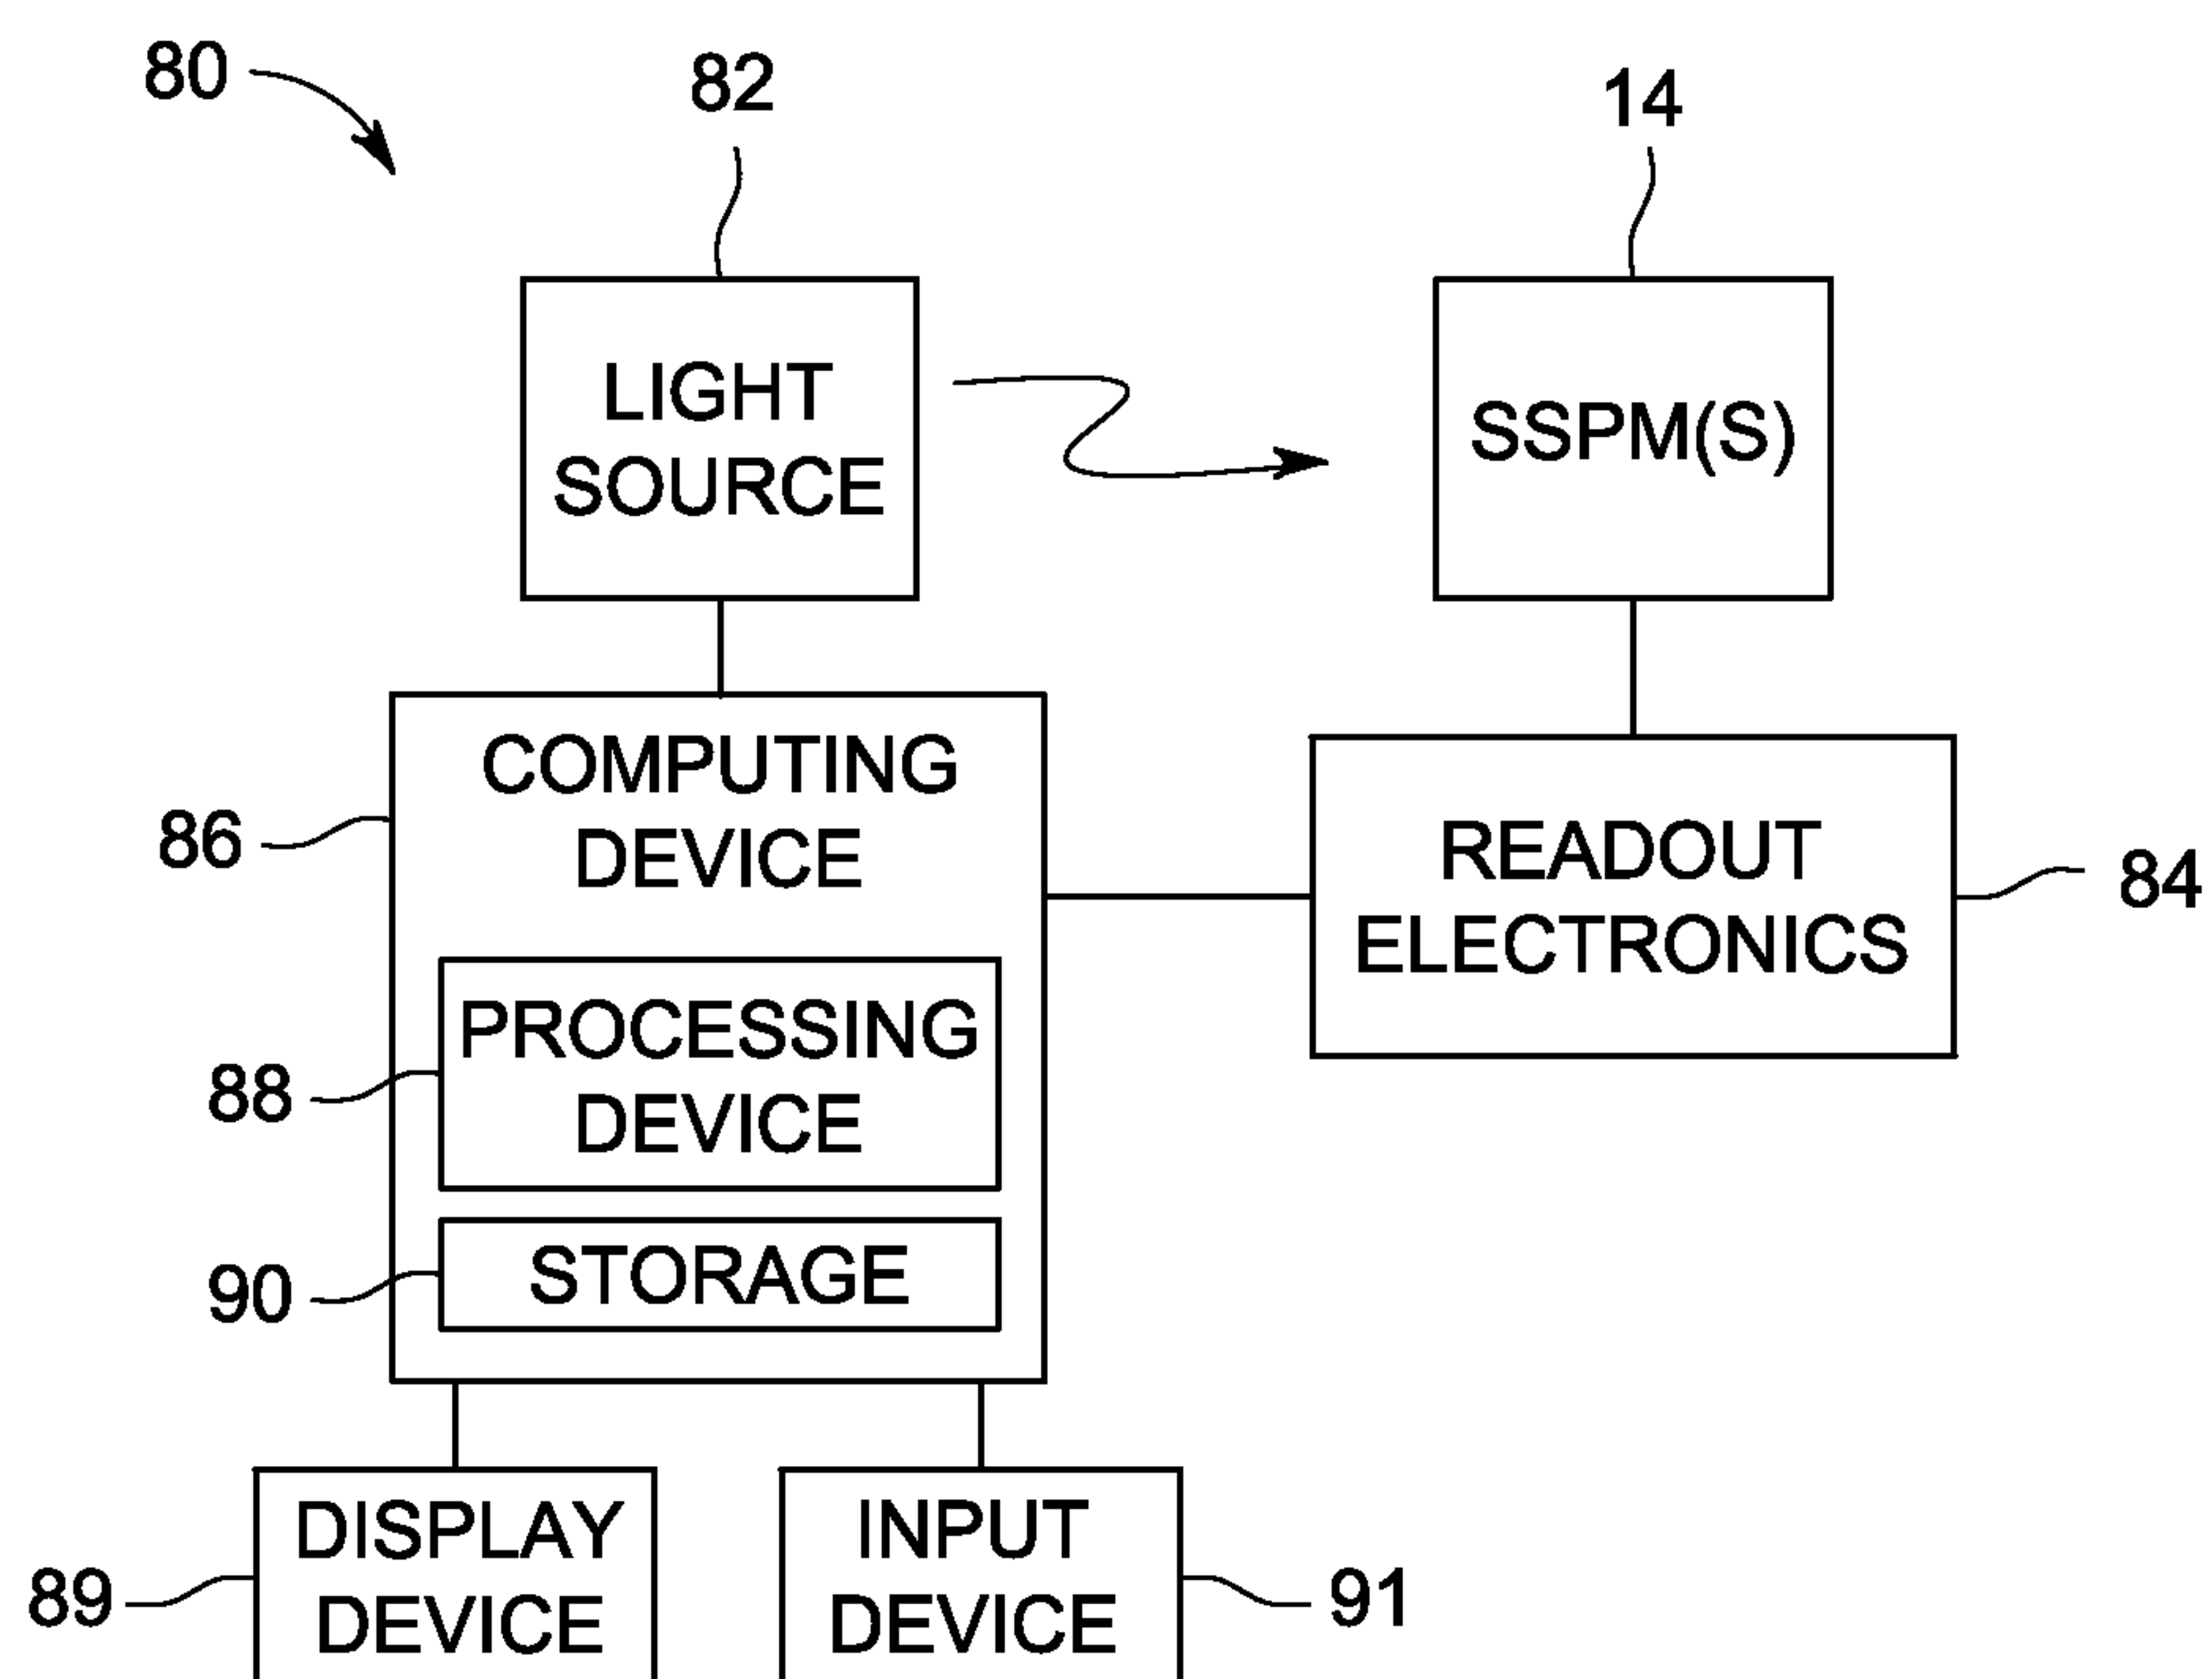 80
82
14
LIGHT
SOURCE
SSPM(S)
COMPUTING
DEVICE
86
READOUT
ELECTRONICS
84
PROCESSING
DEVICE
88
STORAGE
90
DISPLAY
DEVICE
89
INPUT
DEVICE
91